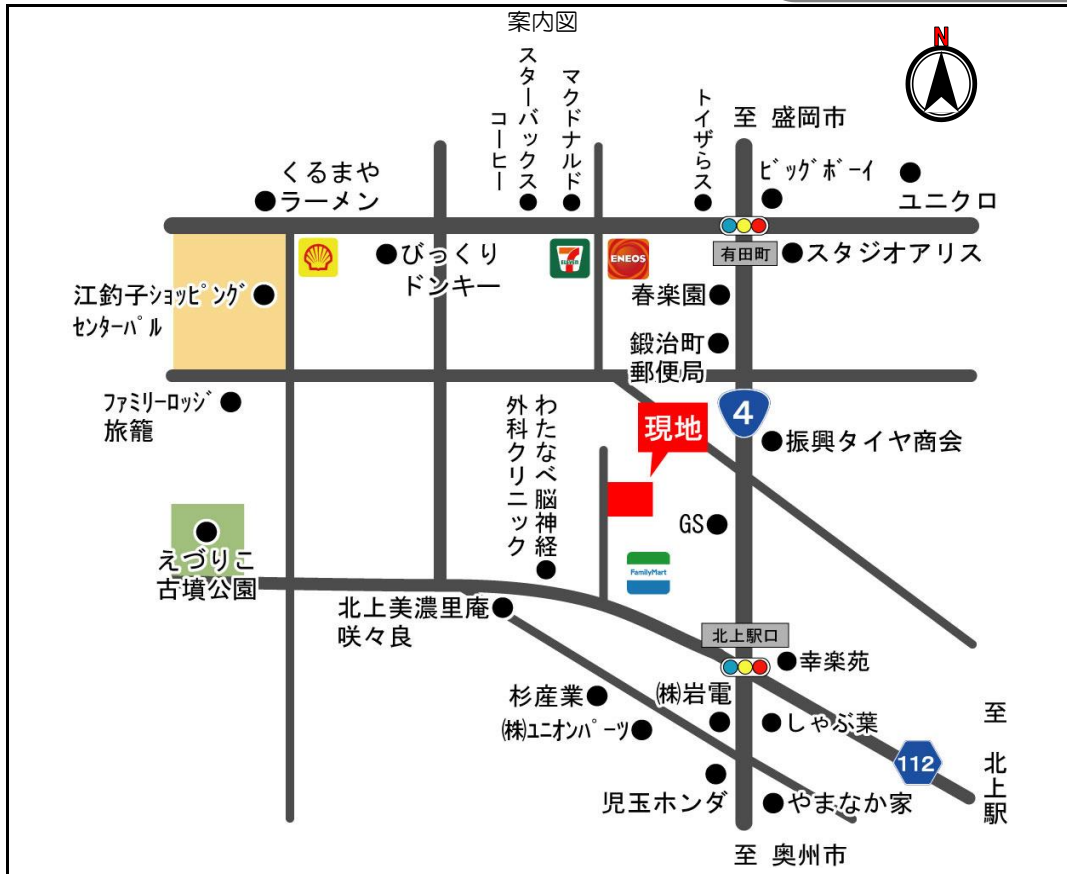 案内図
N
スターバックス
コーヒー
マクドナルド
トイザらス
至 盛岡市
ビッグボーイ
ユニクロ
くるまや
ラーメン
びっくり
ドンキー
7
ELEVEN
ENEOS
有田町
スタジオアリス
江釣子ショッピング
センターパル
春楽園
鍛治町
郵便局
ファミリーロッジ
旅籠
わたなべ脳神経
外科クリニック
現地
4
振興タイヤ商会
GS
えづりこ
古墳公園
FamilyMart
北上美濃里庵
咲々良
北上駅口
幸楽苑
杉産業
㈱岩電
㈱ユニオンパーツ
しゃぶ葉
112
至 北上駅
児玉ホンダ
やまなか家
至 奥州市